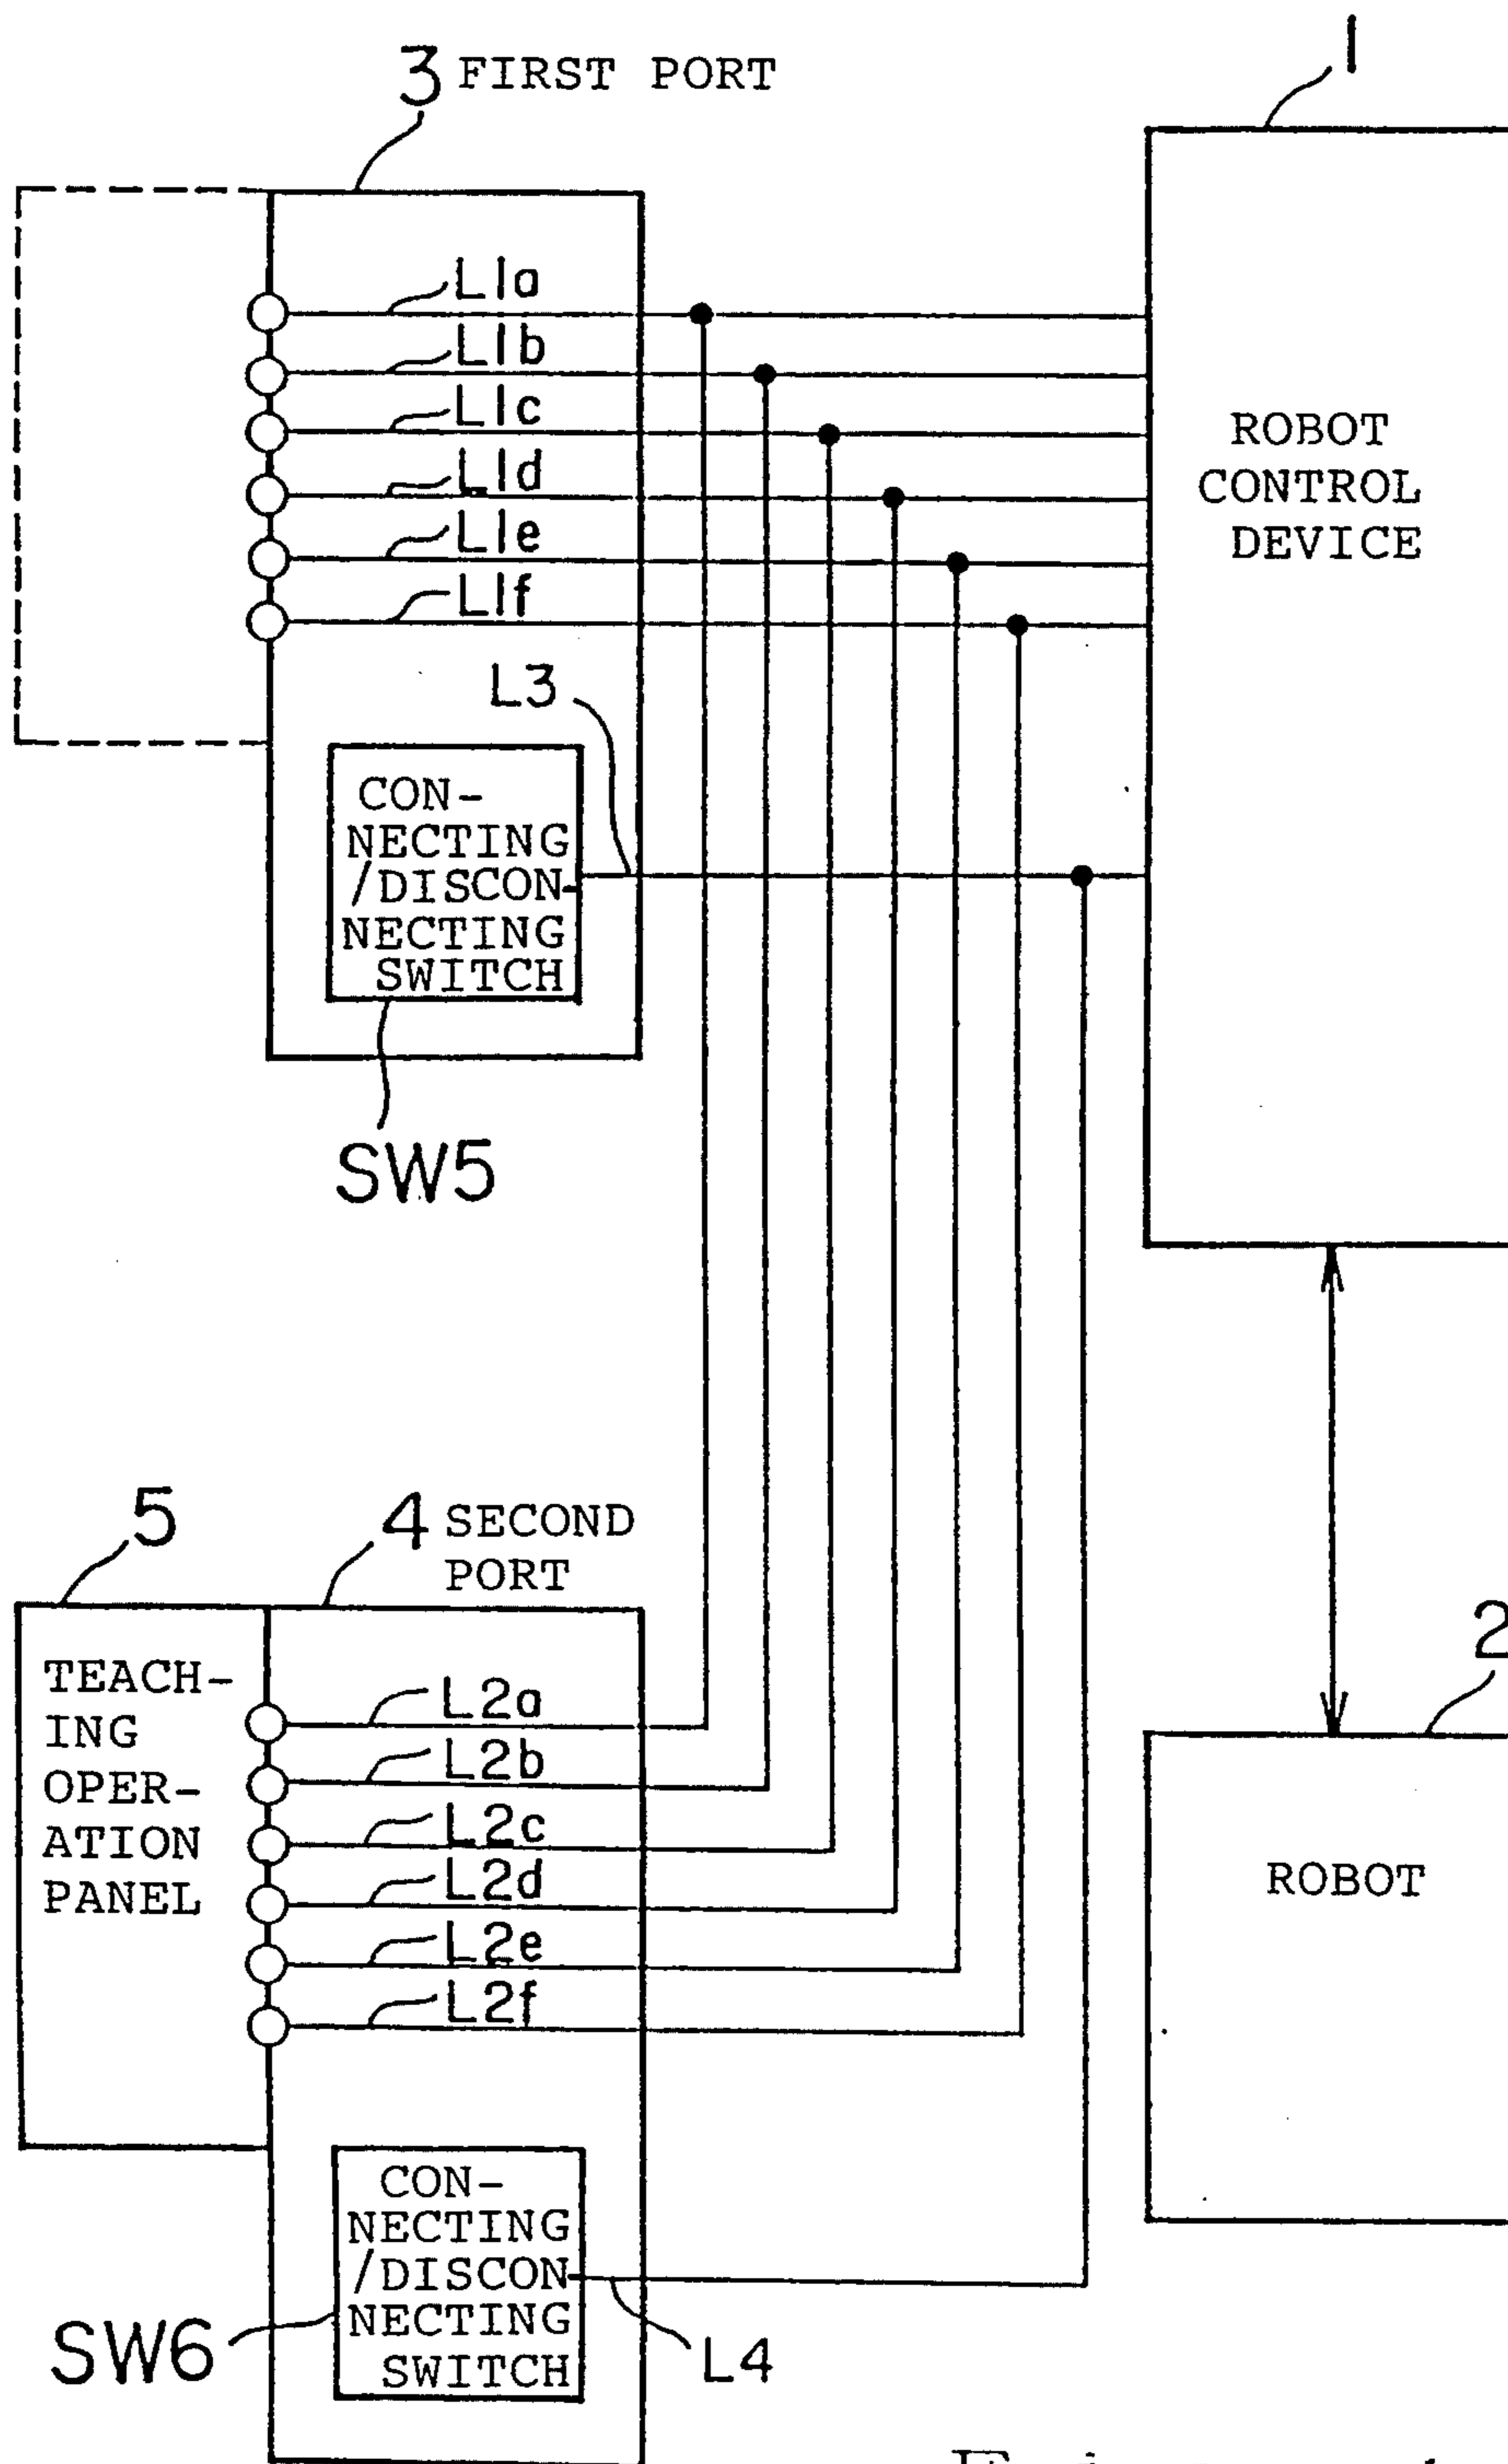 1
3 FIRST PORT
L1a
L1b
L1c
L1d
L1e
L1f
ROBOT
CONTROL
DEVICE
L3
CON-
NECTING
/DISCON-
NECTING
SWITCH
SW5
5
4 SECOND
PORT
2
TEACH-
ING
OPER-
ATION
PANEL
L2a
L2b
L2c
L2d
L2e
L2f
ROBOT
CON-
NECTING
/DISCON-
NECTING
SWITCH
SW6
L4